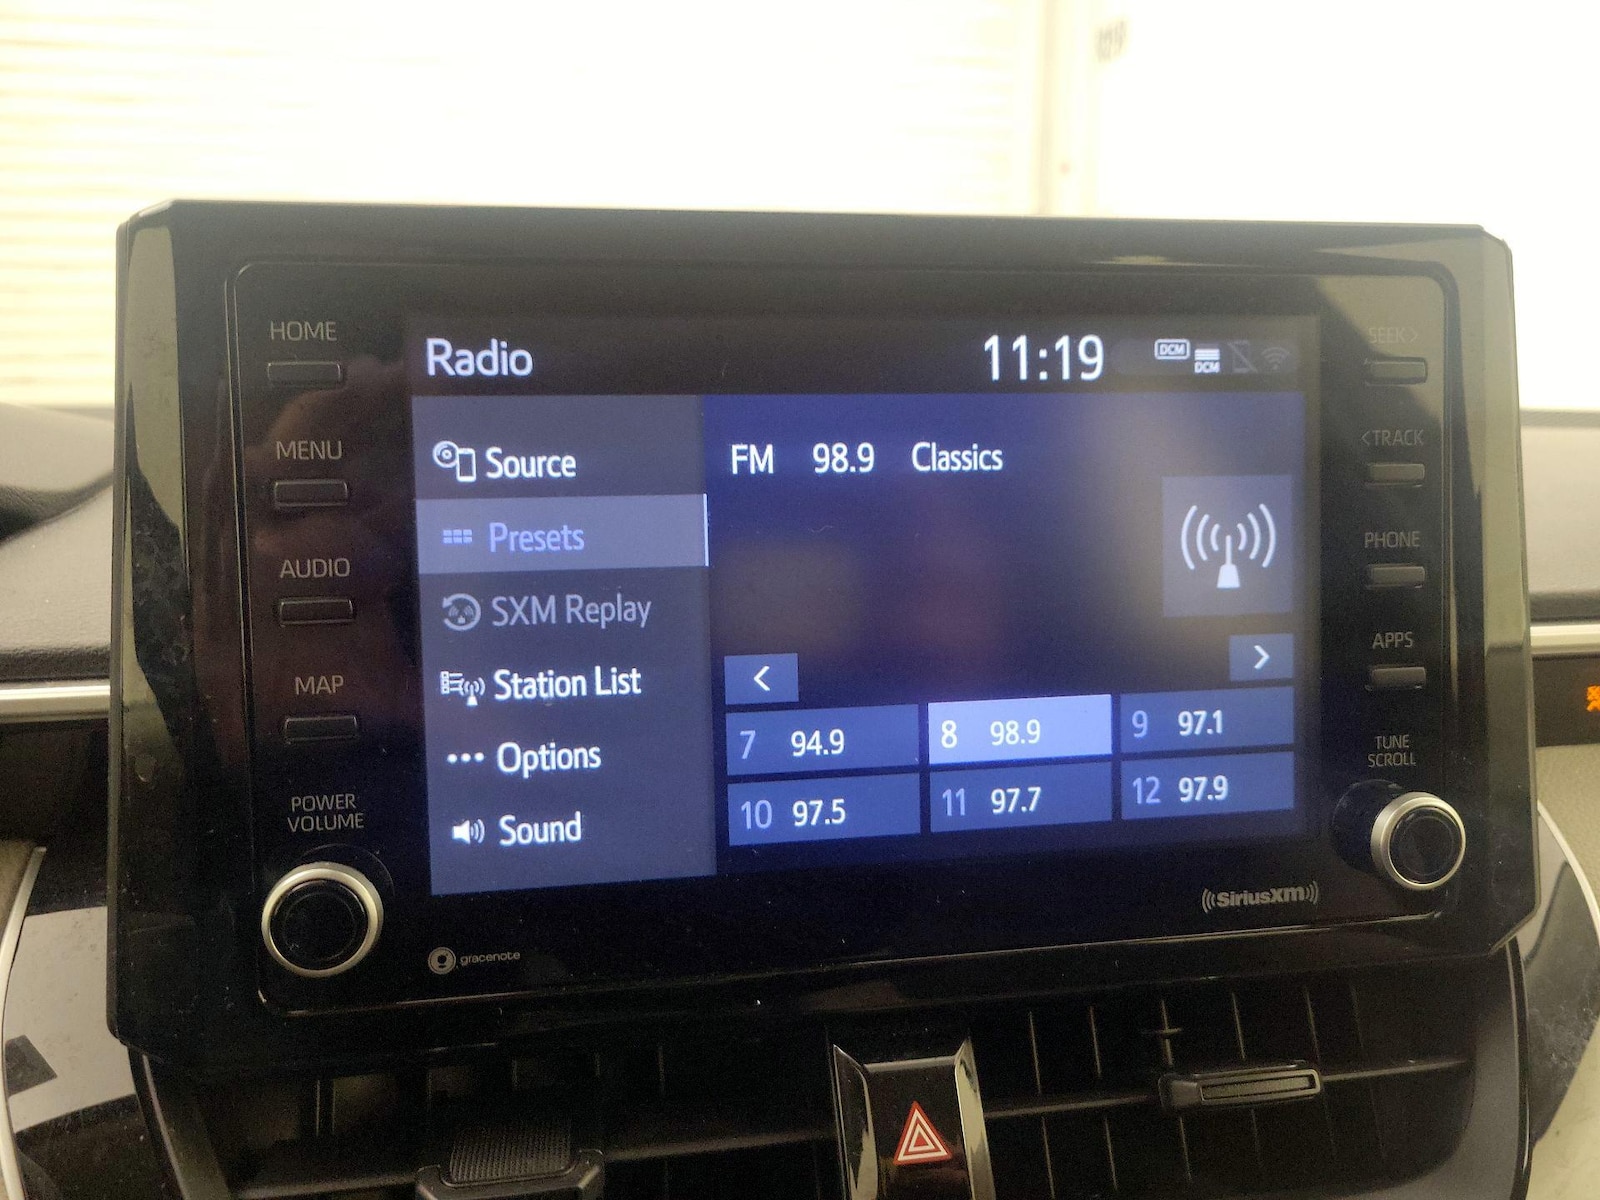 109
HOME
MENU
AUDIO
MAP
POWER
VOLUME
Radio
11:19
DCM
DCM
Source
Presets
SXM Replay
Station List
Options
Sound
FM 98.9 Classics
<
>
7 94.9
8 98.9
9 97.1
10 97.5
11 97.7
12 97.9
SEEK>
<TRACK
PHONE
APPS
TUNE
SCROLL
gracenote
((SiriusXM))